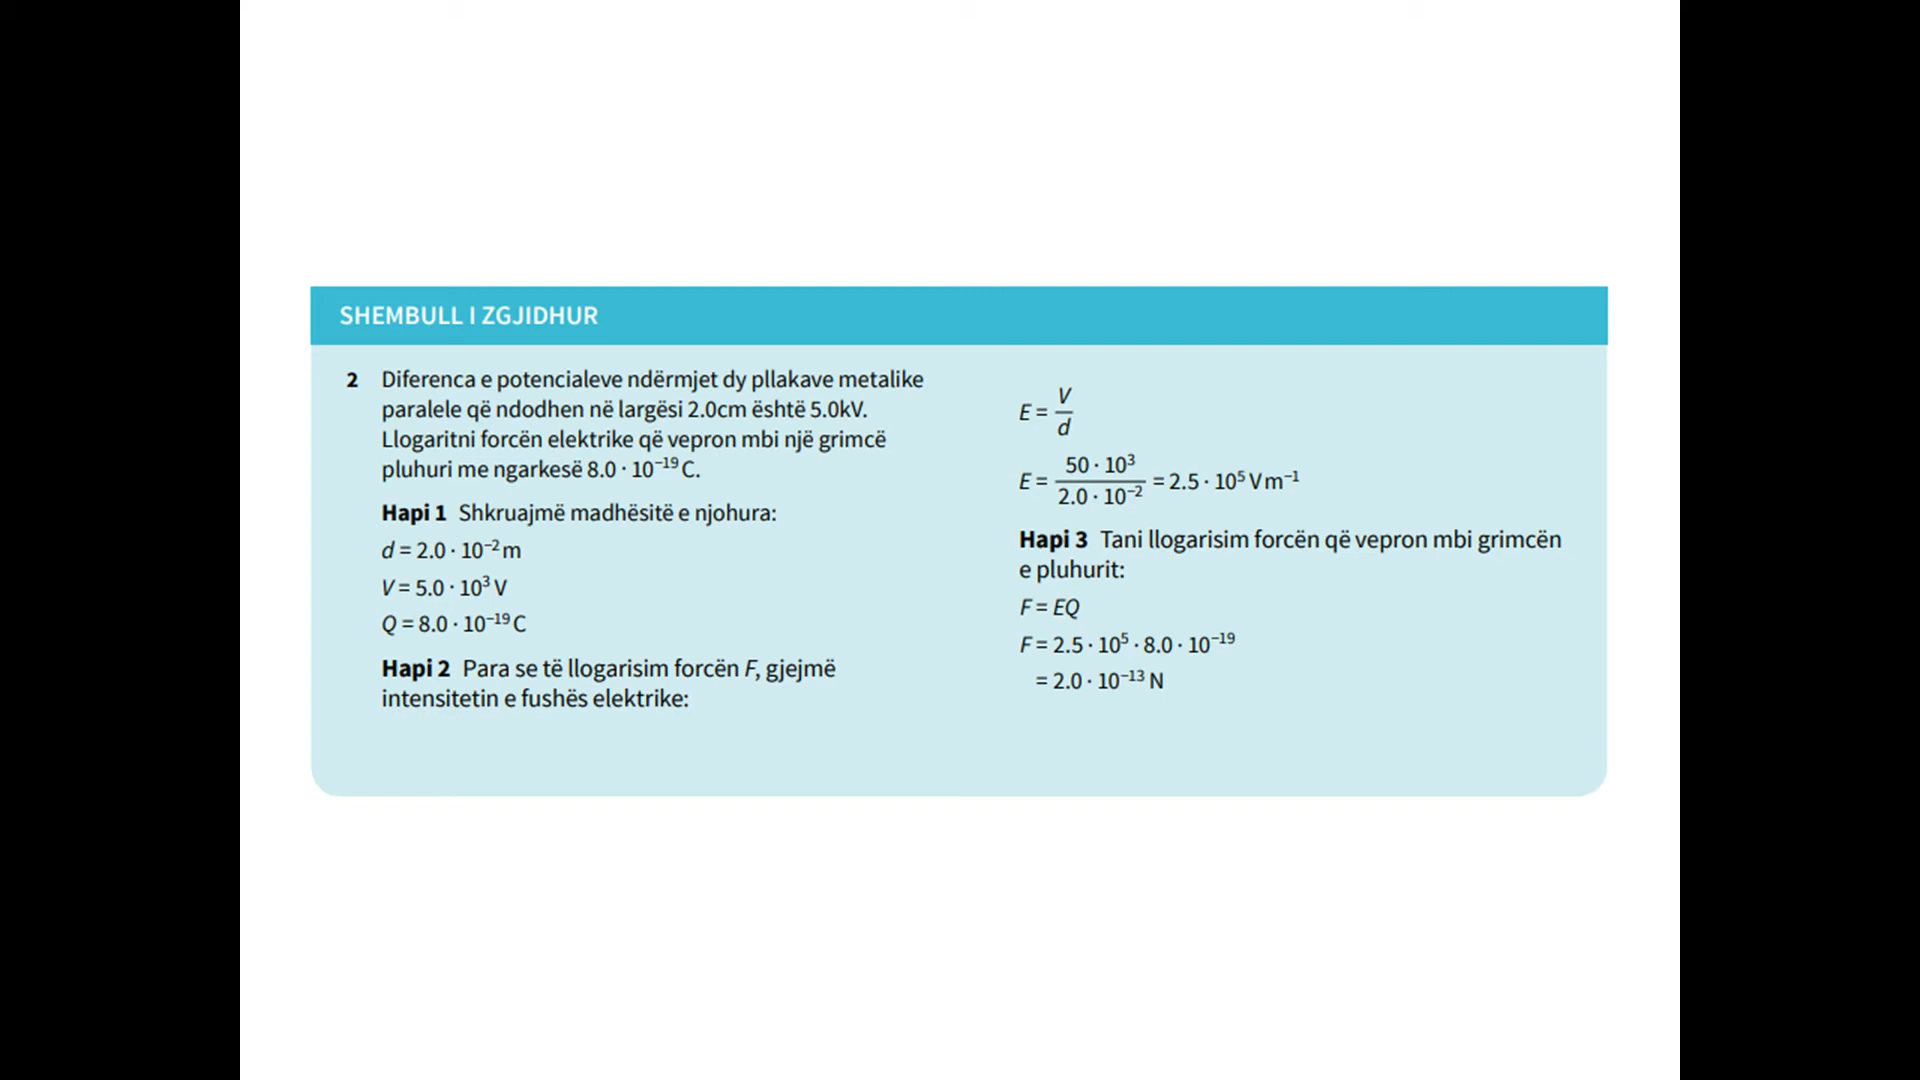 SHEMBULL I ZGJIDHUR
2 Diferenca e potencialeve ndërmjet dy pllakave metalike
paralele që ndodhen në largësi 2.0cm është 5.0kV.
Llogaritni forcën elektrike që vepron mbi një grimcë
pluhuri me ngarkesë 8.0 · 10⁻¹⁹ C.
Hapi 1 Shkruajmë madhësitë e njohura:
d = 2.0 · 10⁻² m
V = 5.0 · 10³ V
Q = 8.0 · 10⁻¹⁹ C
Hapi 2 Para se të llogarisim forcën F, gjejmë
intensitetin e fushës elektrike:
E = V/d
E = 50 · 10³ / 2.0 · 10⁻² = 2.5 · 10⁵ V m⁻¹
Hapi 3 Tani llogarisim forcën që vepron mbi grimcën
e pluhurit:
F = EQ
F = 2.5 · 10⁵ · 8.0 · 10⁻¹⁹
= 2.0 · 10⁻¹³ N